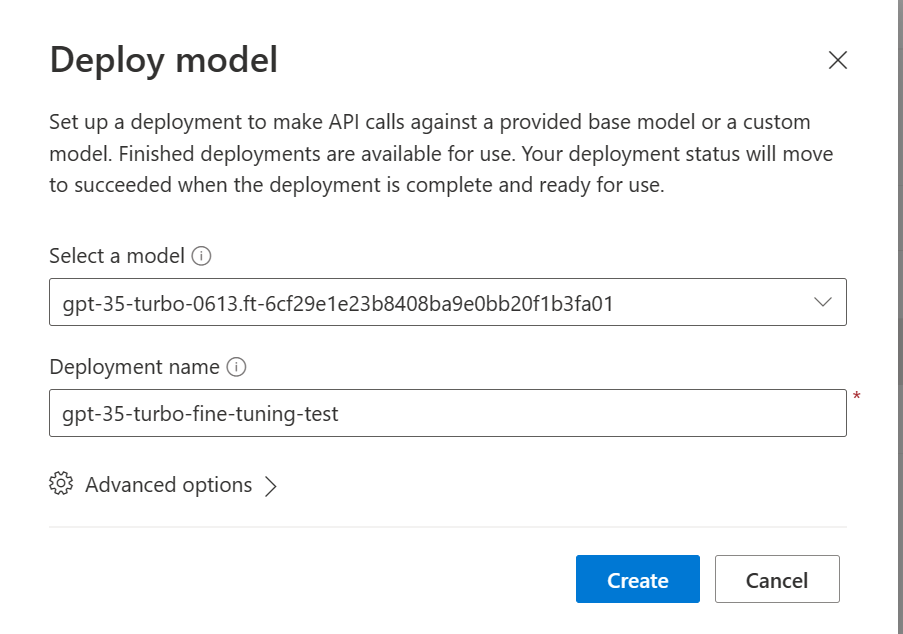 Deploy model
Set up a deployment to make API calls against a provided base model or a custom
model. Finished deployments are available for use. Your deployment status will move
to succeeded when the deployment is complete and ready for use.
Select a model
gpt-35-turbo-0613.ft-6cf29e1e23b8408ba9e0bb20f1b3fa01
Deployment name
gpt-35-turbo-fine-tuning-test
*
Advanced options
Create Cancel